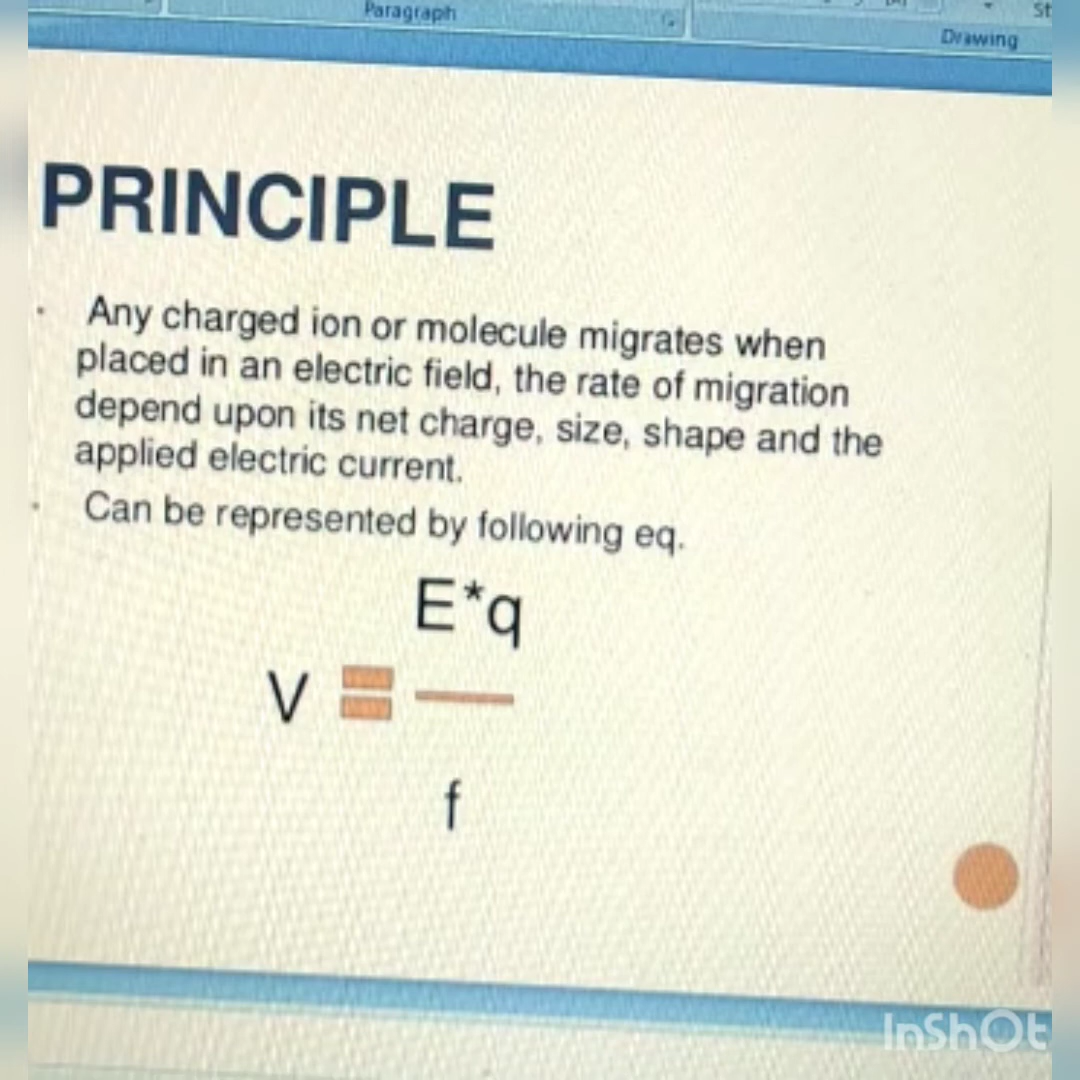 Paragraph
Drawing
St
PRINCIPLE
· Any charged ion or molecule migrates when
placed in an electric field, the rate of migration
depend upon its net charge, size, shape and the
applied electric current.
· Can be represented by following eq.
E*q
V =
f
InShOt